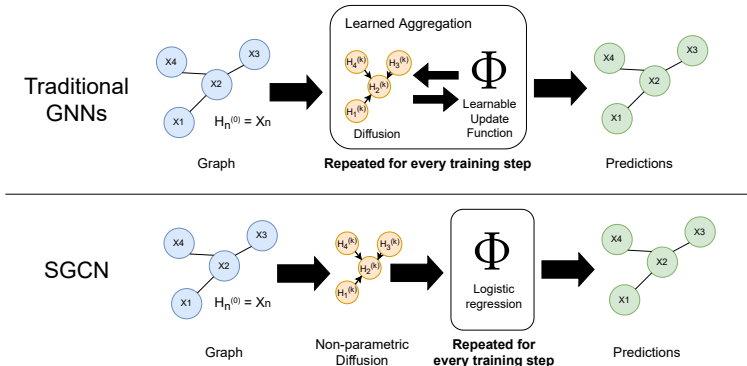 Traditional
GNNs
X4
X3
X2
X1
Hn(0) = Xn
Graph
Learned Aggregation
H4(k)
H3(k)
H2(k)
H1(k)
Diffusion
Φ
Learnable
Update
Function
Repeated for every training step
X4
X3
X2
X1
Predictions
SGCN
X4
X3
X2
X1
Hn(0) = Xn
Graph
H4(k)
H3(k)
H2(k)
H1(k)
Non-parametric
Diffusion
Φ
Logistic
regression
Repeated for
every training step
X4
X3
X2
X1
Predictions